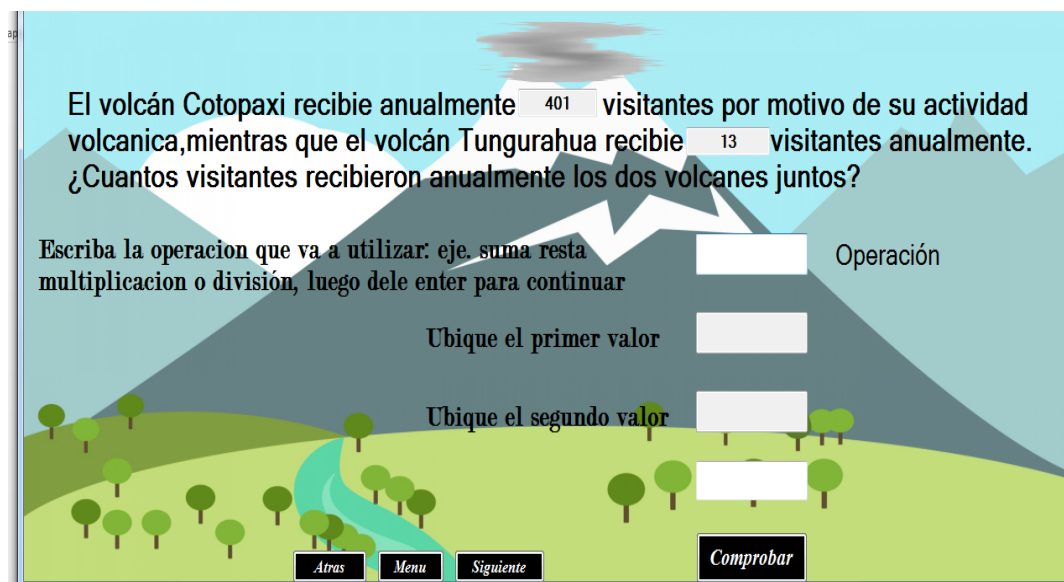 ap
El volcán Cotopaxi recibie anualmente 401 visitantes por motivo de su actividad
volcanica,mientras que el volcán Tungurahua recibie 13 visitantes anualmente.
¿Cuantos visitantes recibieron anualmente los dos volcanes juntos?
Escriba la operacion que va a utilizar: eje. suma resta
multiplicacion o división, luego dele enter para continuar
Operación
Ubique el primer valor
Ubique el segundo valor
Atras Menu Siguiente Comprobar